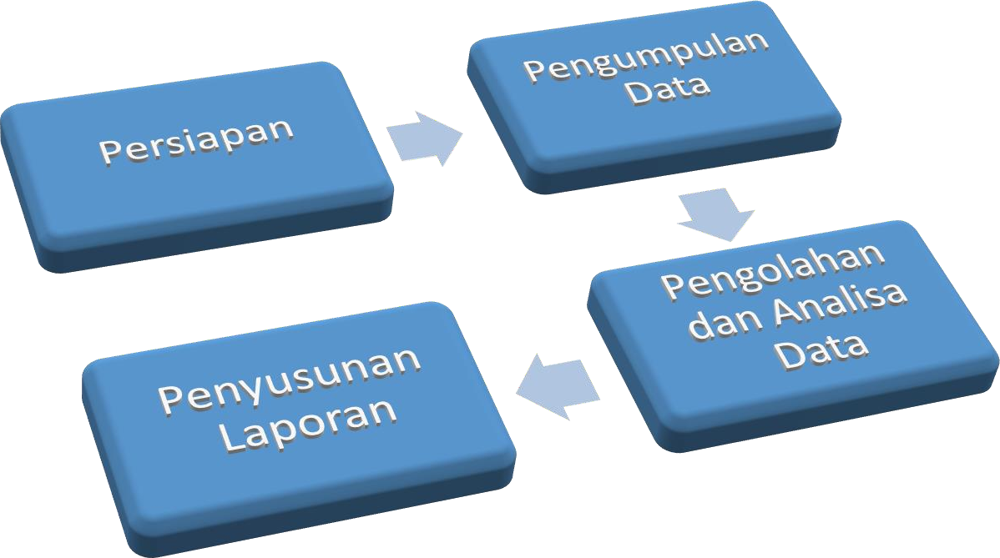 Persiapan
Pengumpulan
Data
Pengolahan
dan Analisa
Data
Penyusunan
Laporan